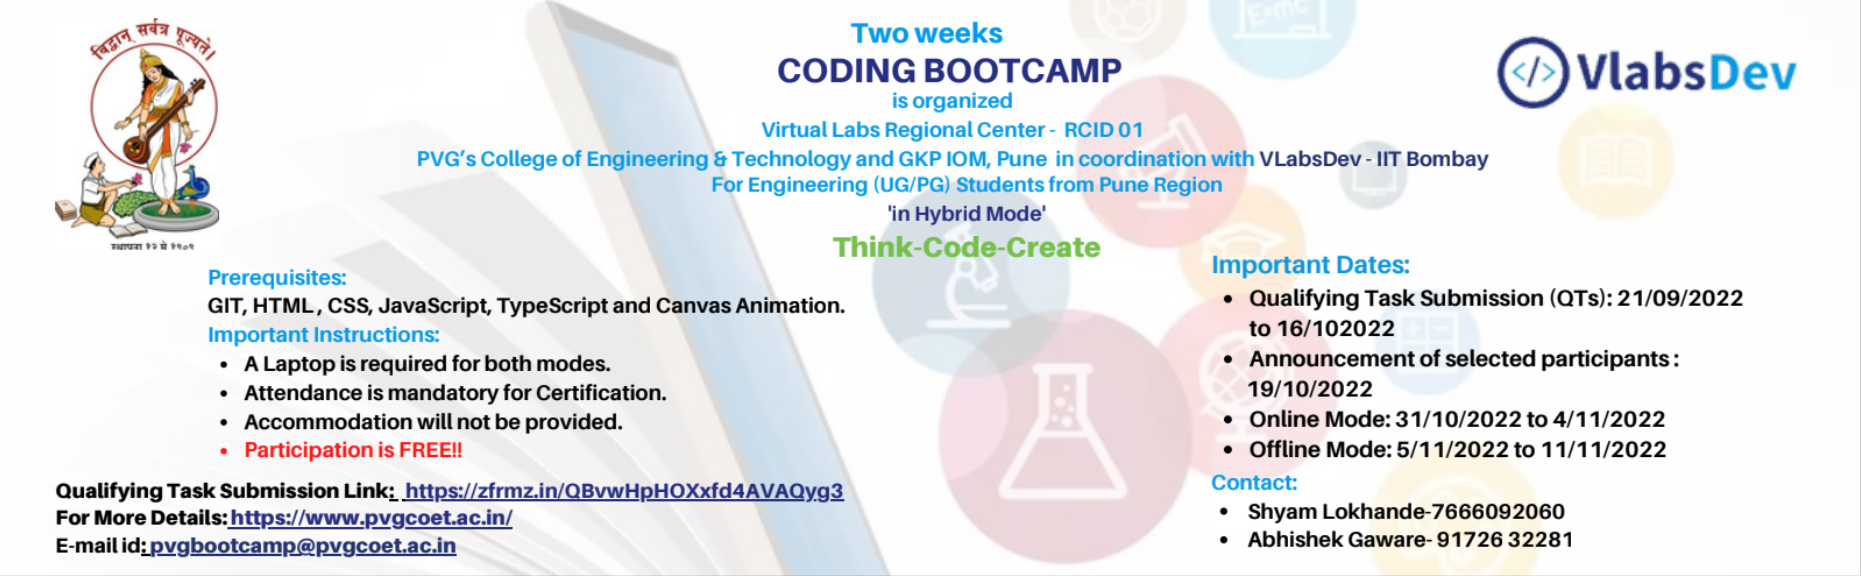 विद्वान् सर्वत्र पूज्यते।
स्थापना १२ मे १९०९
Two weeks
CODING BOOTCAMP
is organized
Virtual Labs Regional Center - RCID 01
PVG's College of Engineering & Technology and GKP IOM, Pune in coordination with VLabsDev - IIT Bombay
For Engineering (UG/PG) Students from Pune Region
'in Hybrid Mode'
Think-Code-Create
E=mc
</> VlabsDev
Prerequisites:
GIT, HTML , CSS, JavaScript, TypeScript and Canvas Animation.
Important Instructions:
• A Laptop is required for both modes.
• Attendance is mandatory for Certification.
• Accommodation will not be provided.
• Participation is FREE!!
Qualifying Task Submission Link: https://zfrmz.in/QBvwHpHOXxfd4AVAQyg3
For More Details: https://www.pvgcoet.ac.in/
E-mail id: pvgbootcamp@pvgcoet.ac.in
Important Dates:
• Qualifying Task Submission (QTs): 21/09/2022
to 16/102022
• Announcement of selected participants :
19/10/2022
• Online Mode: 31/10/2022 to 4/11/2022
• Offline Mode: 5/11/2022 to 11/11/2022
Contact:
• Shyam Lokhande-7666092060
• Abhishek Gaware- 91726 32281